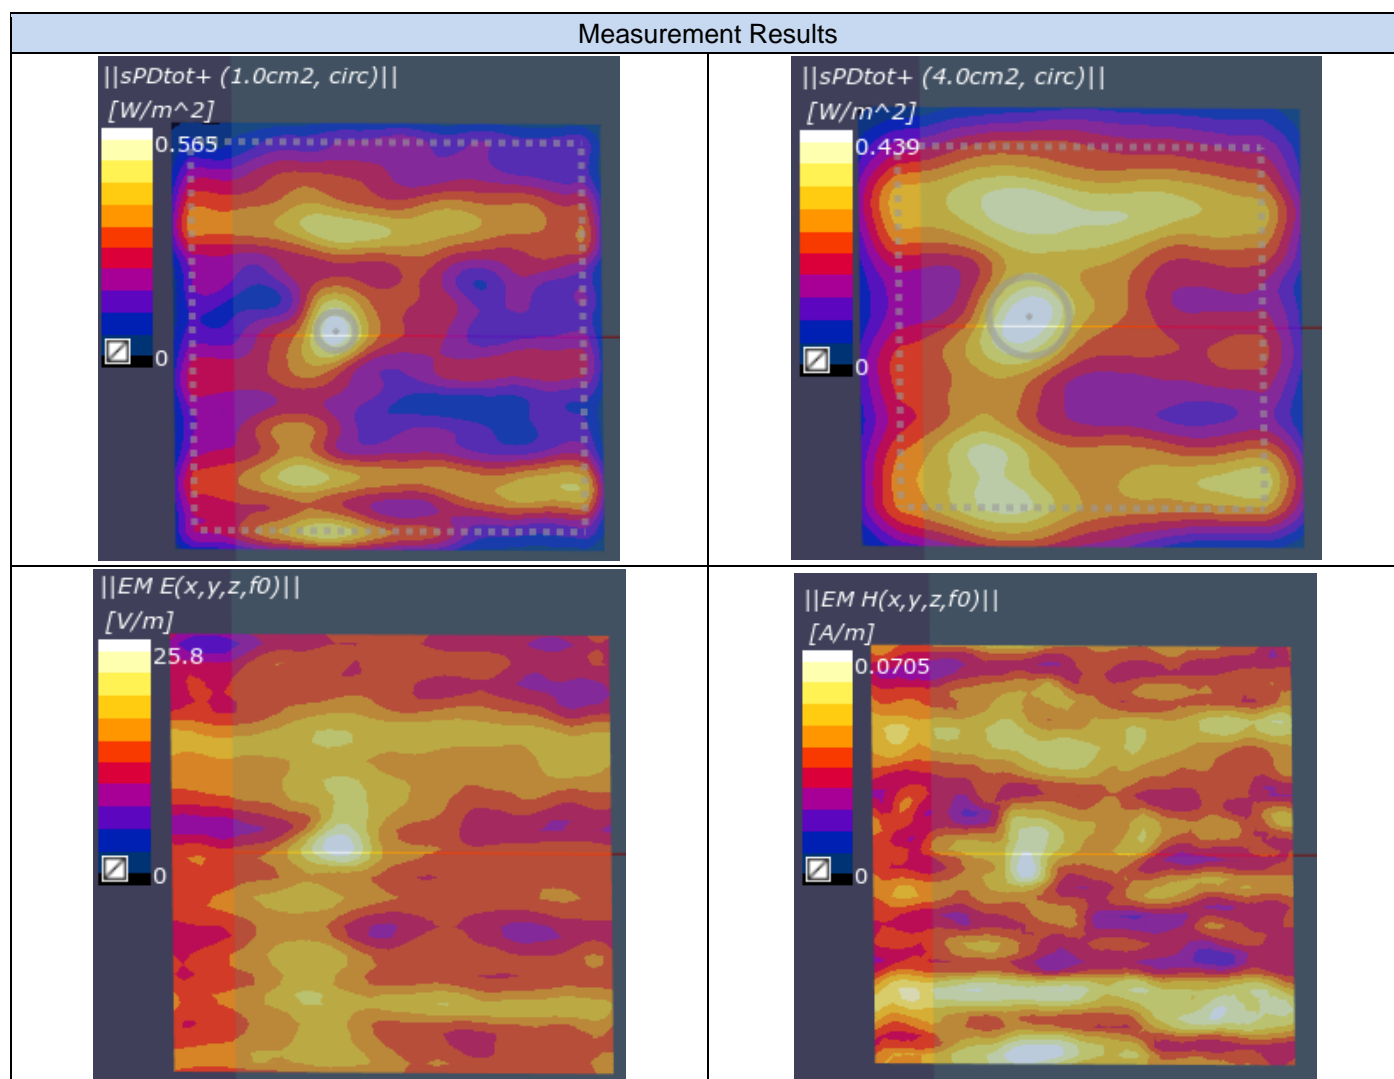 Measurement Results
||sPDtot+ (1.0cm2, circ)||
[W/m^2]
0.565
0
||sPDtot+ (4.0cm2, circ)||
[W/m^2]
0.439
0
||EM E(x,y,z,f0)||
[V/m]
25.8
0
||EM H(x,y,z,f0)||
[A/m]
0.0705
0